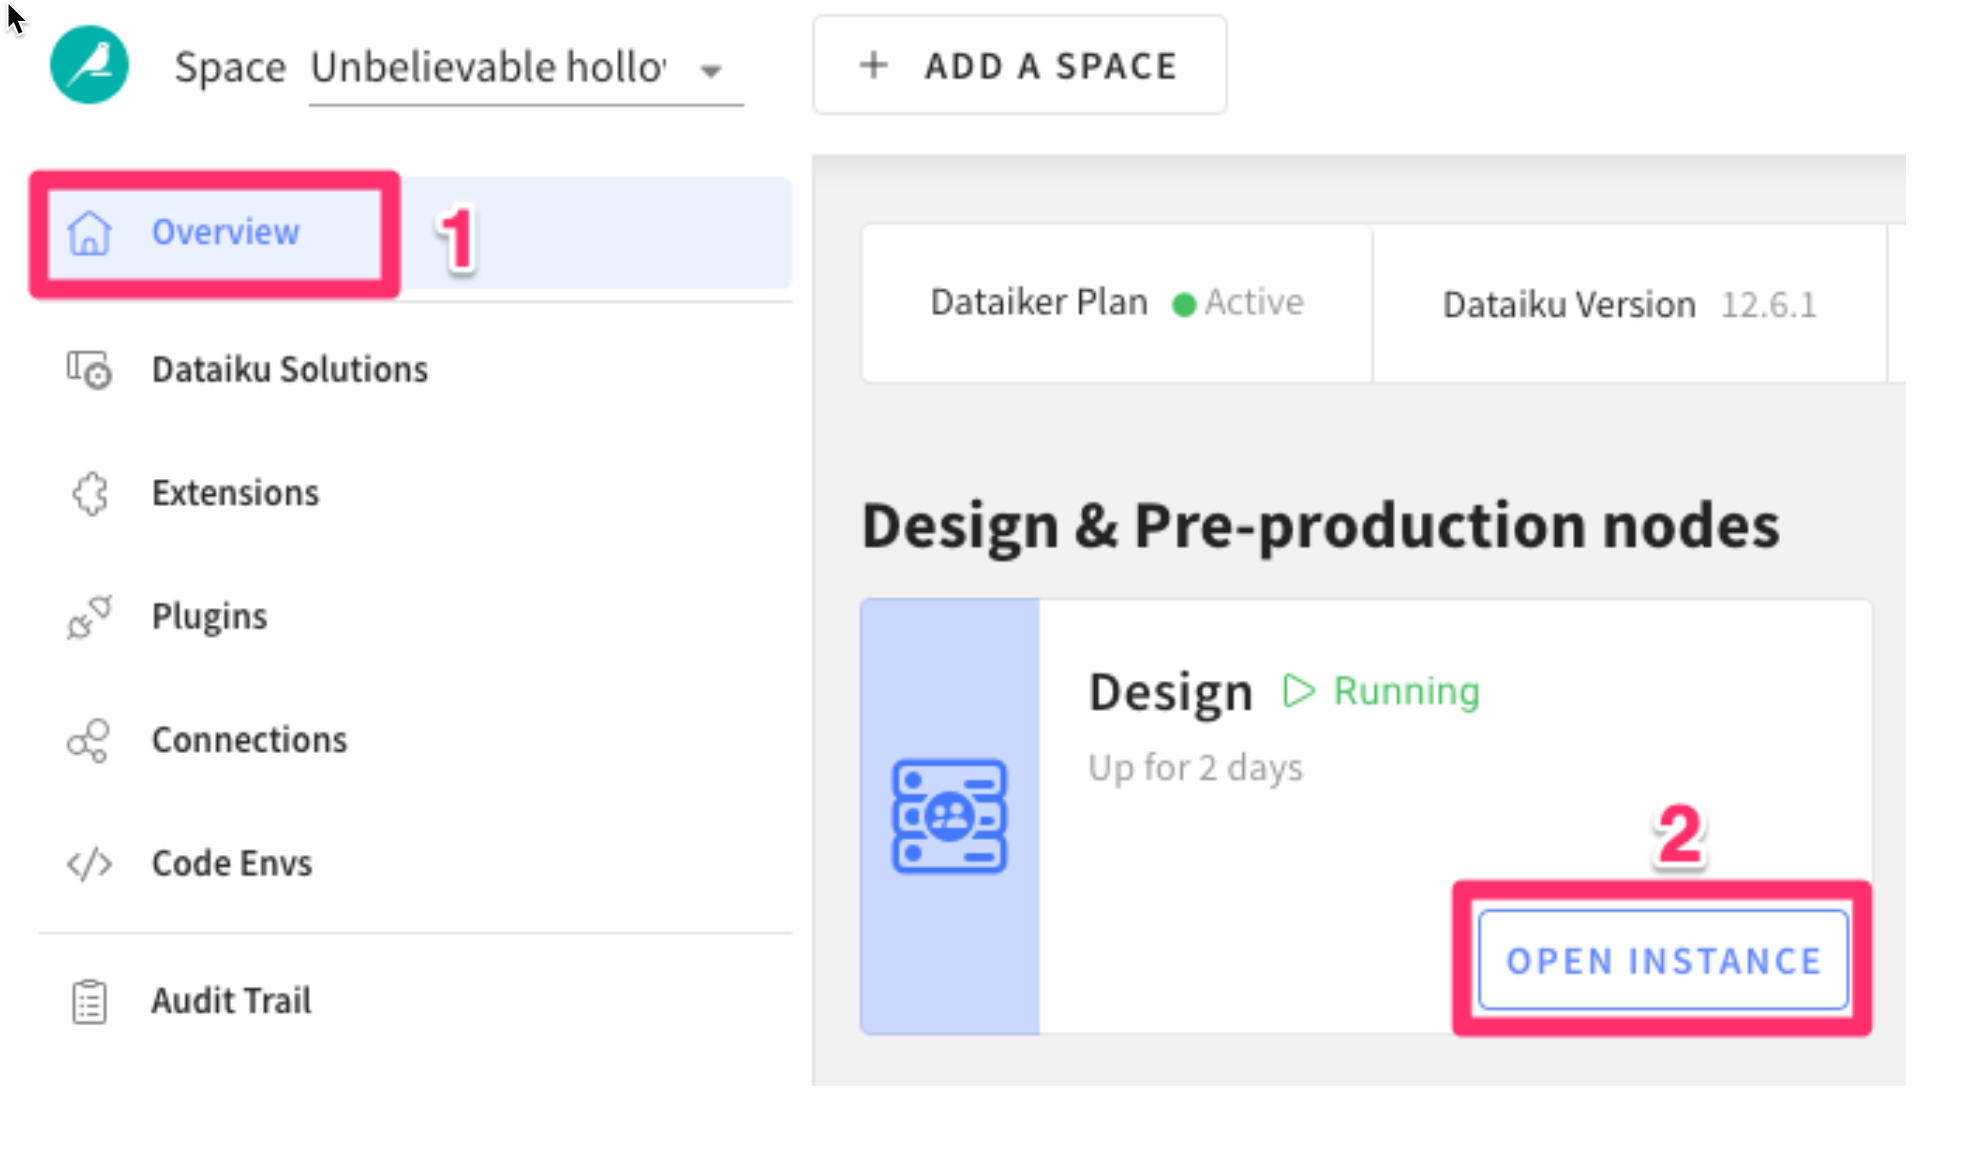 Space Unbelievable hollo
+ ADD A SPACE
Overview
1
Dataiku Solutions
Extensions
Plugins
Connections
Code Envs
Audit Trail
Dataiker Plan Active
Dataiku Version 12.6.1
Design & Pre-production nodes
Design Running
Up for 2 days
2
OPEN INSTANCE